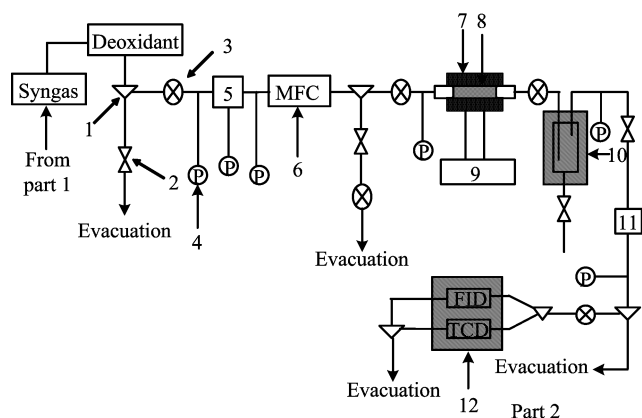 Deoxidant
Syngas
From
part 1
1
2
Evacuation
3
P
4
5
P
P
MFC
6
Evacuation
P
7
8
9
P
10
11
P
FID
TCD
12
Evacuation
Evacuation
Part 2